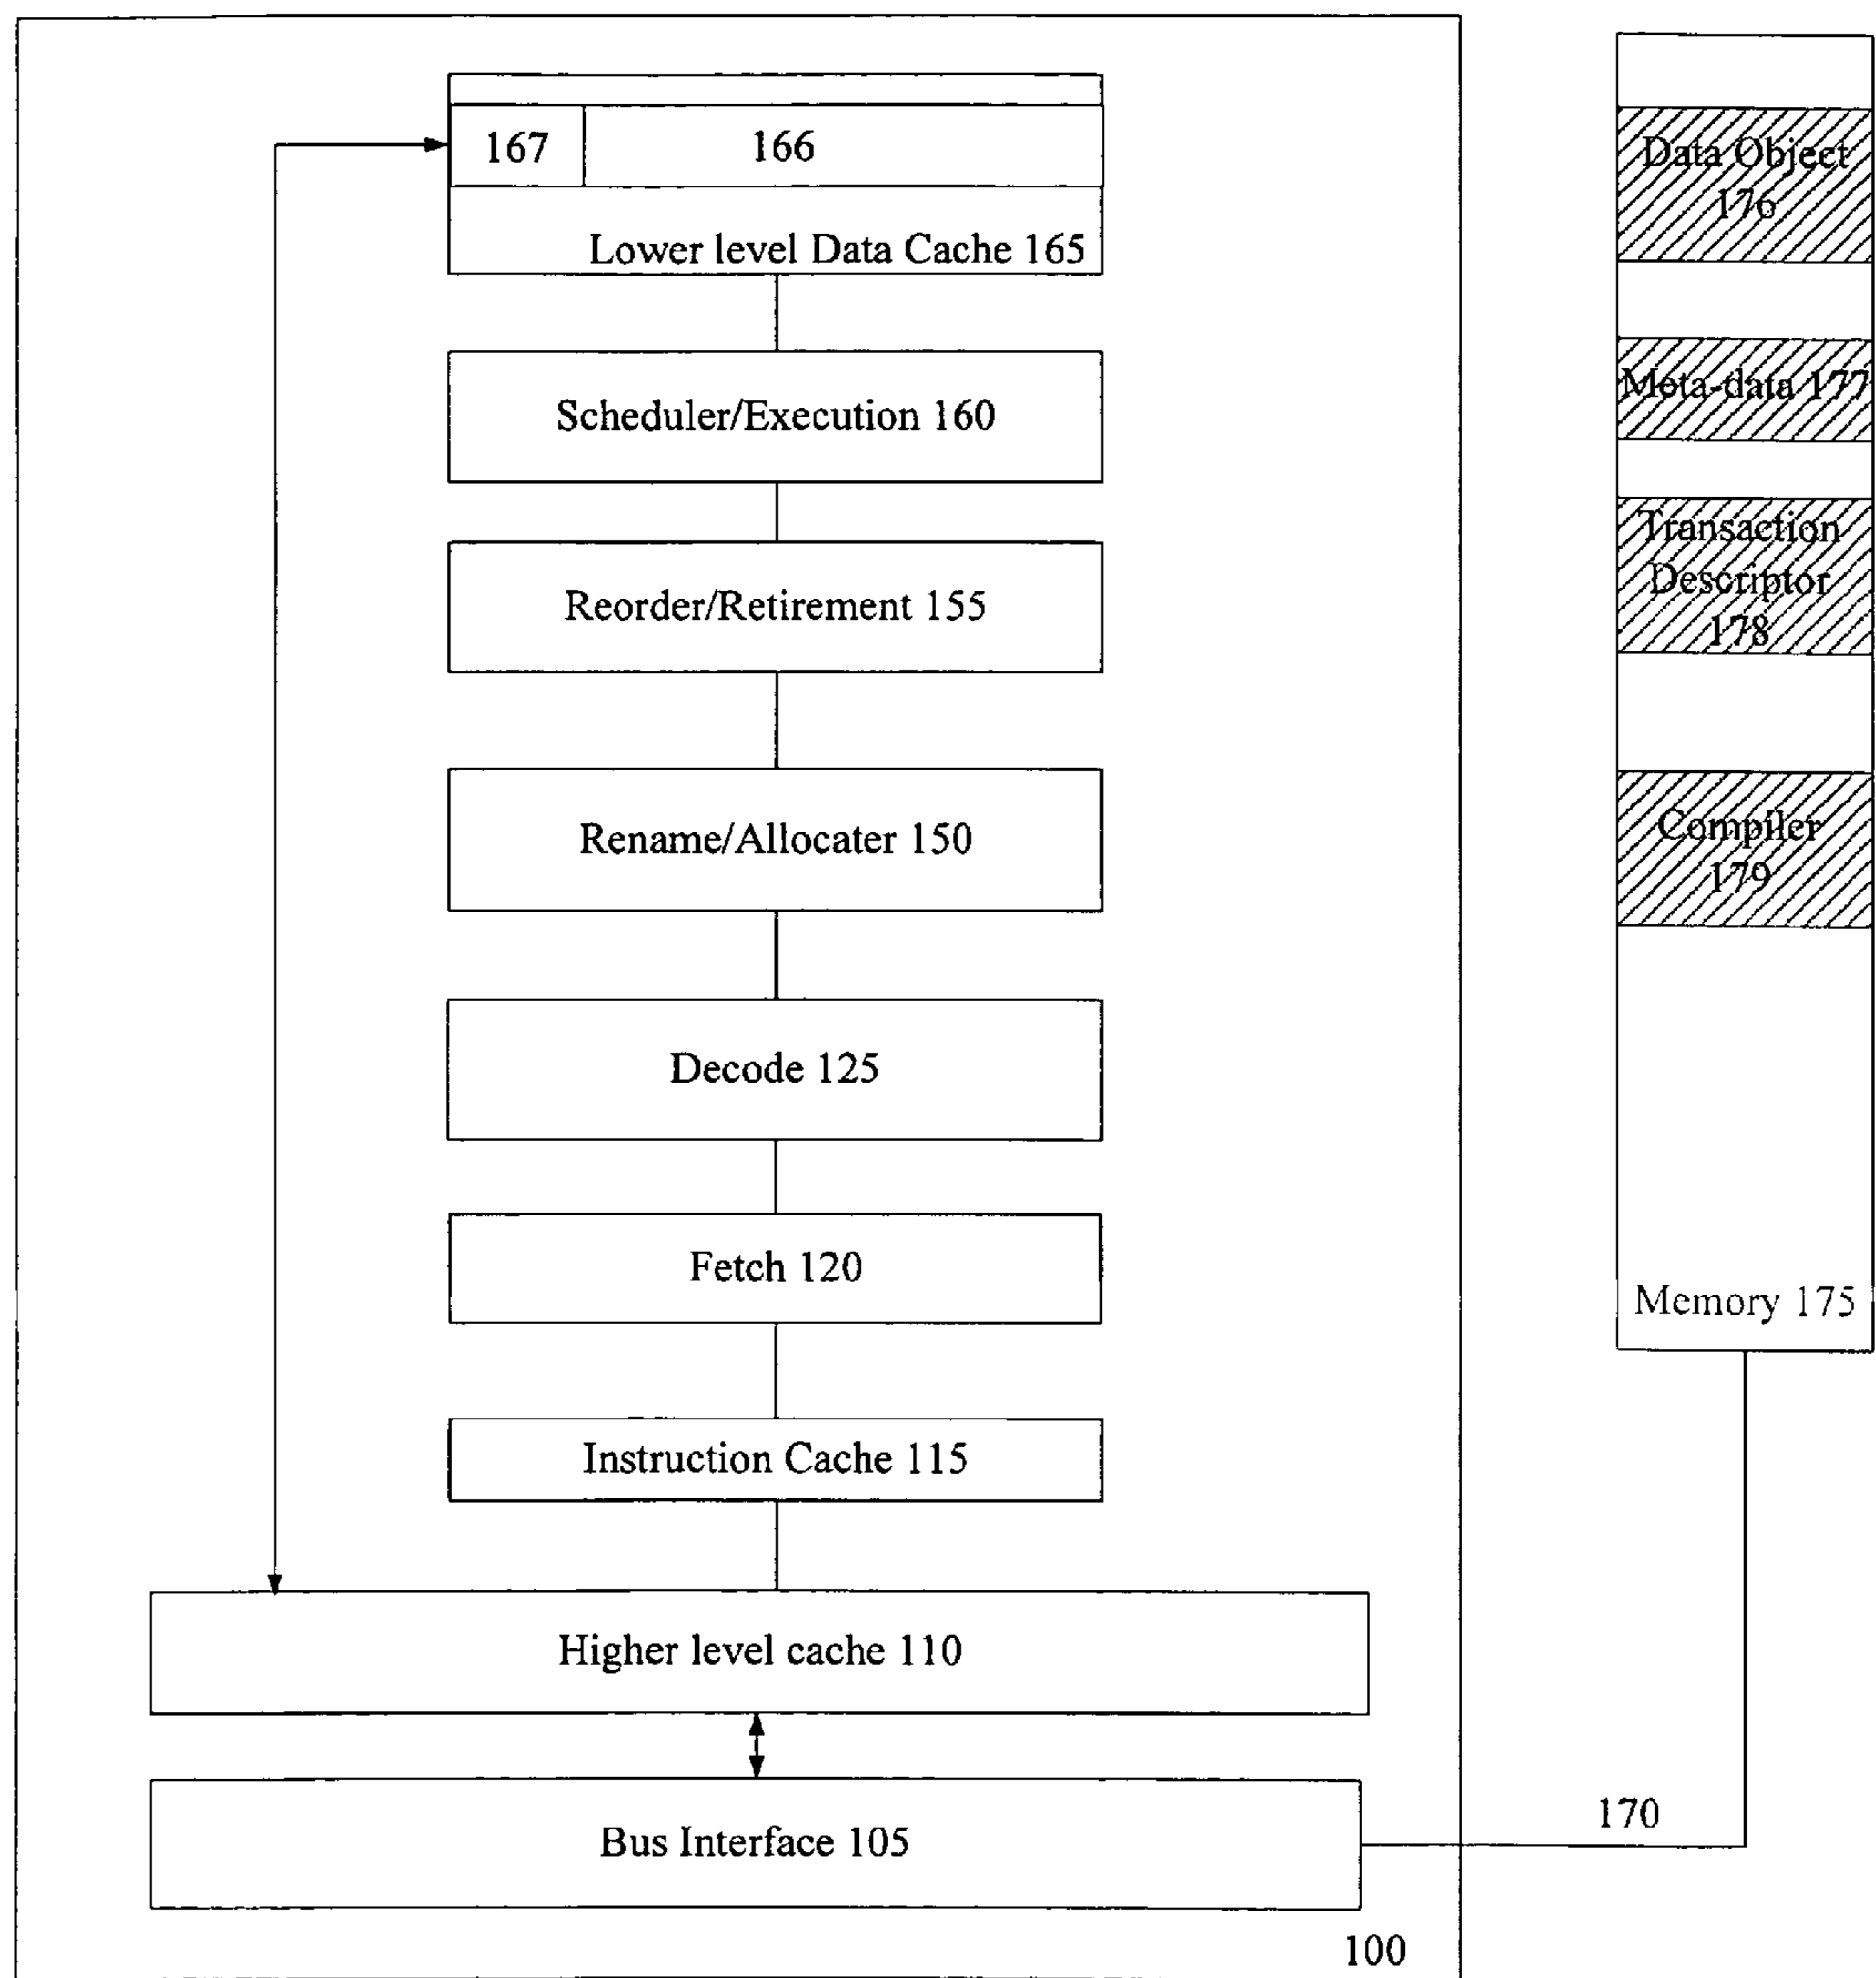 167
166
Lower level Data Cache 165
Scheduler/Execution 160
Reorder/Retirement 155
Rename/Allocater 150
Decode 125
Fetch 120
Instruction Cache 115
Higher level cache 110
Bus Interface 105
100
170
Data Object
176
Meta-data 177
Transaction
Descriptor
178
Compiler
179
Memory 175